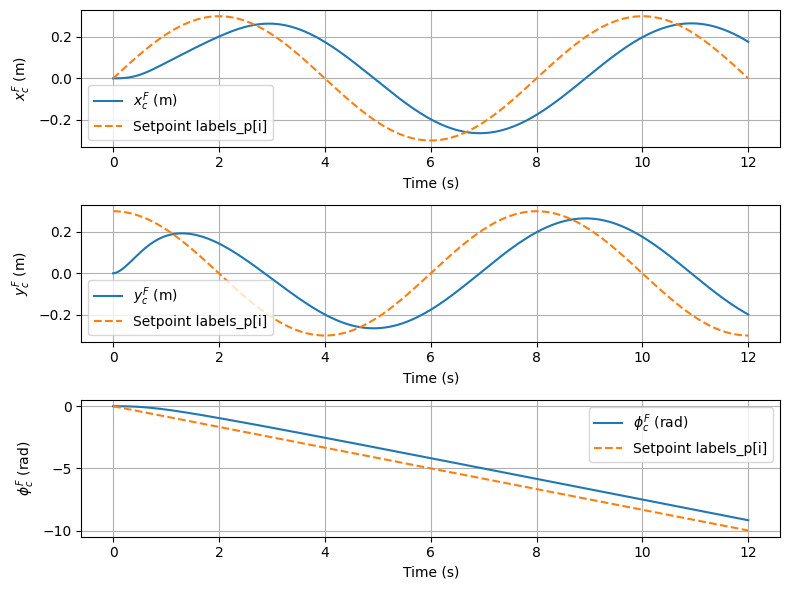 0.2
0.0
−0.2
x_c^F (m)
x_c^F (m)
Setpoint labels_p[i]
0 2 4 6 8 10 12
Time (s)
0.2
0.0
−0.2
y_c^F (m)
y_c^F (m)
Setpoint labels_p[i]
0 2 4 6 8 10 12
Time (s)
0
−5
−10
ϕ_c^F (rad)
ϕ_c^F (rad)
Setpoint labels_p[i]
0 2 4 6 8 10 12
Time (s)